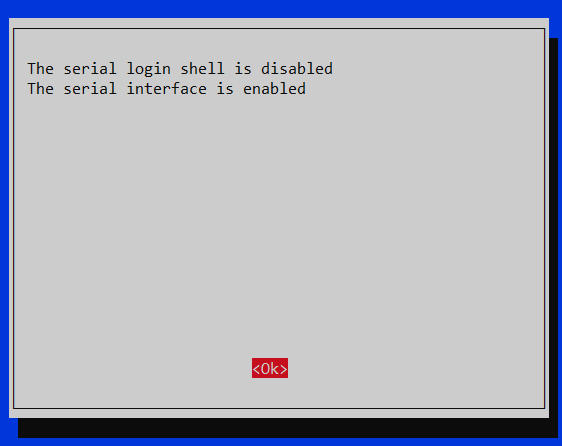 The serial login shell is disabled
The serial interface is enabled
<Ok>